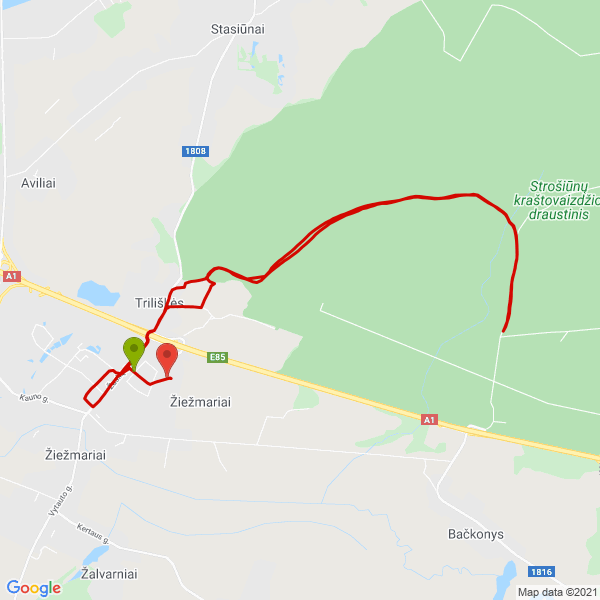 Stasiūnai
1808
Aviliai
Strošiūnų
kraštovaizdžio
draustinis
A1
Triliškės
E85
Kauno g.
Žiežmariai
A1
Žiežmariai
Vytauto g.
Kertaus g.
Bačkonys
Žalvarniai
1816
Google
Map data ©2021